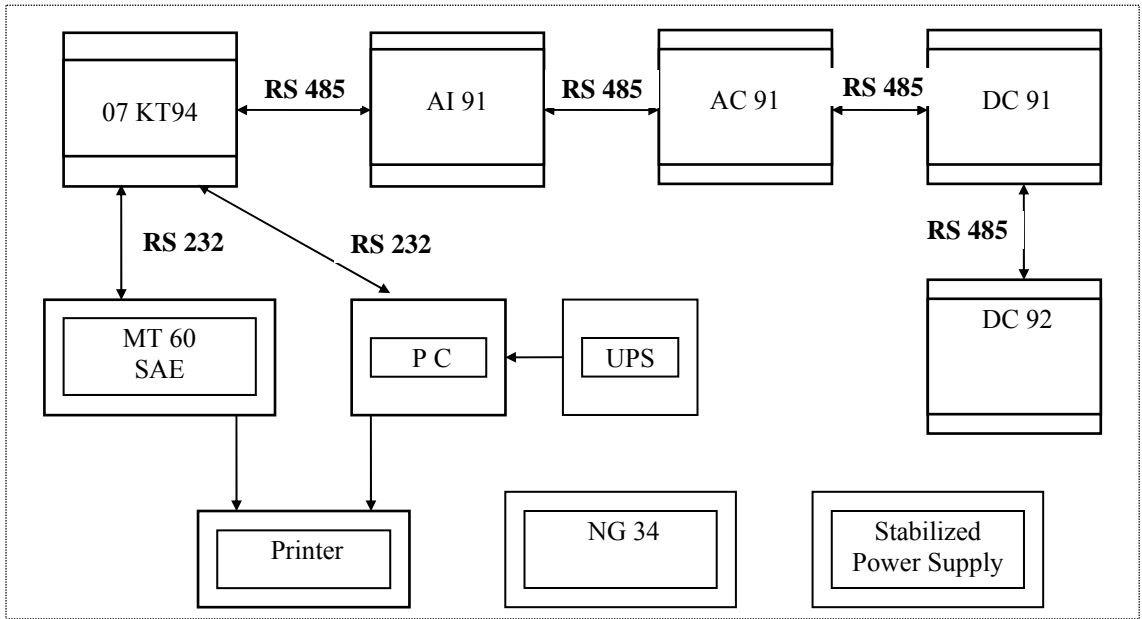 07 KT94
RS 485
AI 91
RS 485
AC 91
RS 485
DC 91
RS 232
RS 232
RS 485
MT 60
SAE
P C
UPS
DC 92
Printer
NG 34
Stabilized
Power Supply